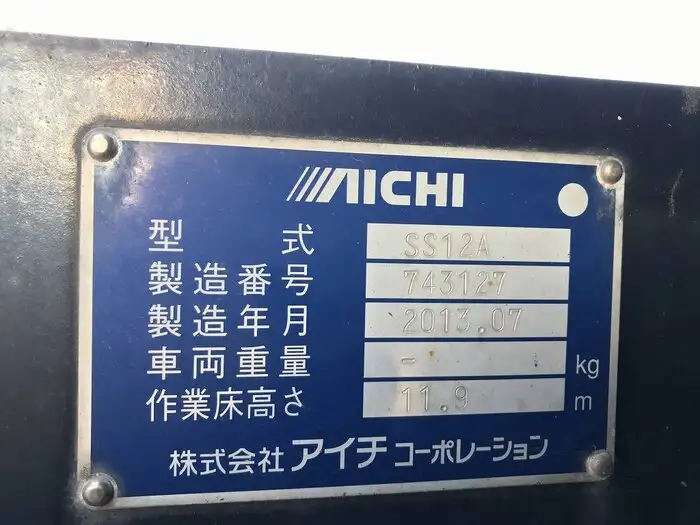 AICHI
型 式 SS12A
製造番号 743127
製造年月 2013.07
車両重量 - kg
作業床高さ 11.9 m
株式会社 アイチ コーポレーション